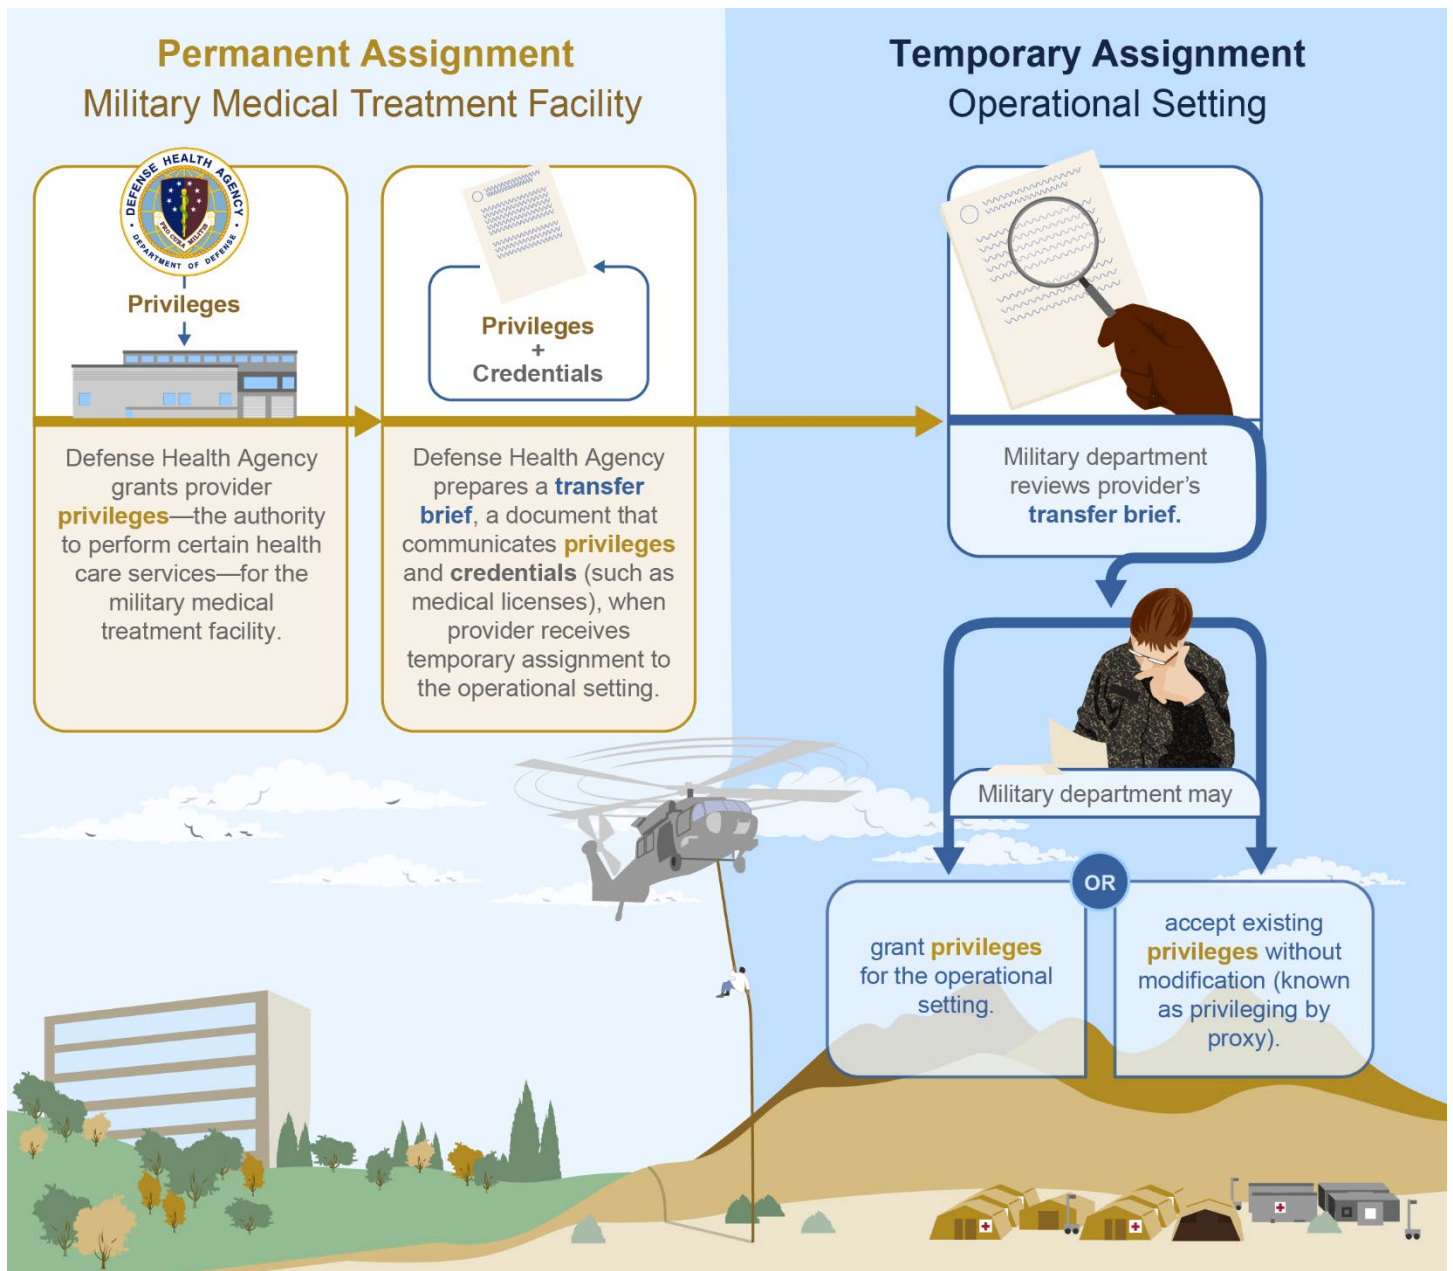 Permanent Assignment
Military Medical Treatment Facility
DEFENSE HEALTH AGENCY
PRO CURA MILITIS
DEPARTMENT OF DEFENSE
Privileges
Defense Health Agency
grants provider
privileges—the authority
to perform certain health
care services—for the
military medical
treatment facility.
Privileges
+
Credentials
Defense Health Agency
prepares a transfer
brief, a document that
communicates privileges
and credentials (such as
medical licenses), when
provider receives
temporary assignment to
the operational setting.
Temporary Assignment
Operational Setting
Military department
reviews provider’s
transfer brief.
Military department may
grant privileges
for the operational
setting.
OR
accept existing
privileges without
modification (known
as privileging by
proxy).